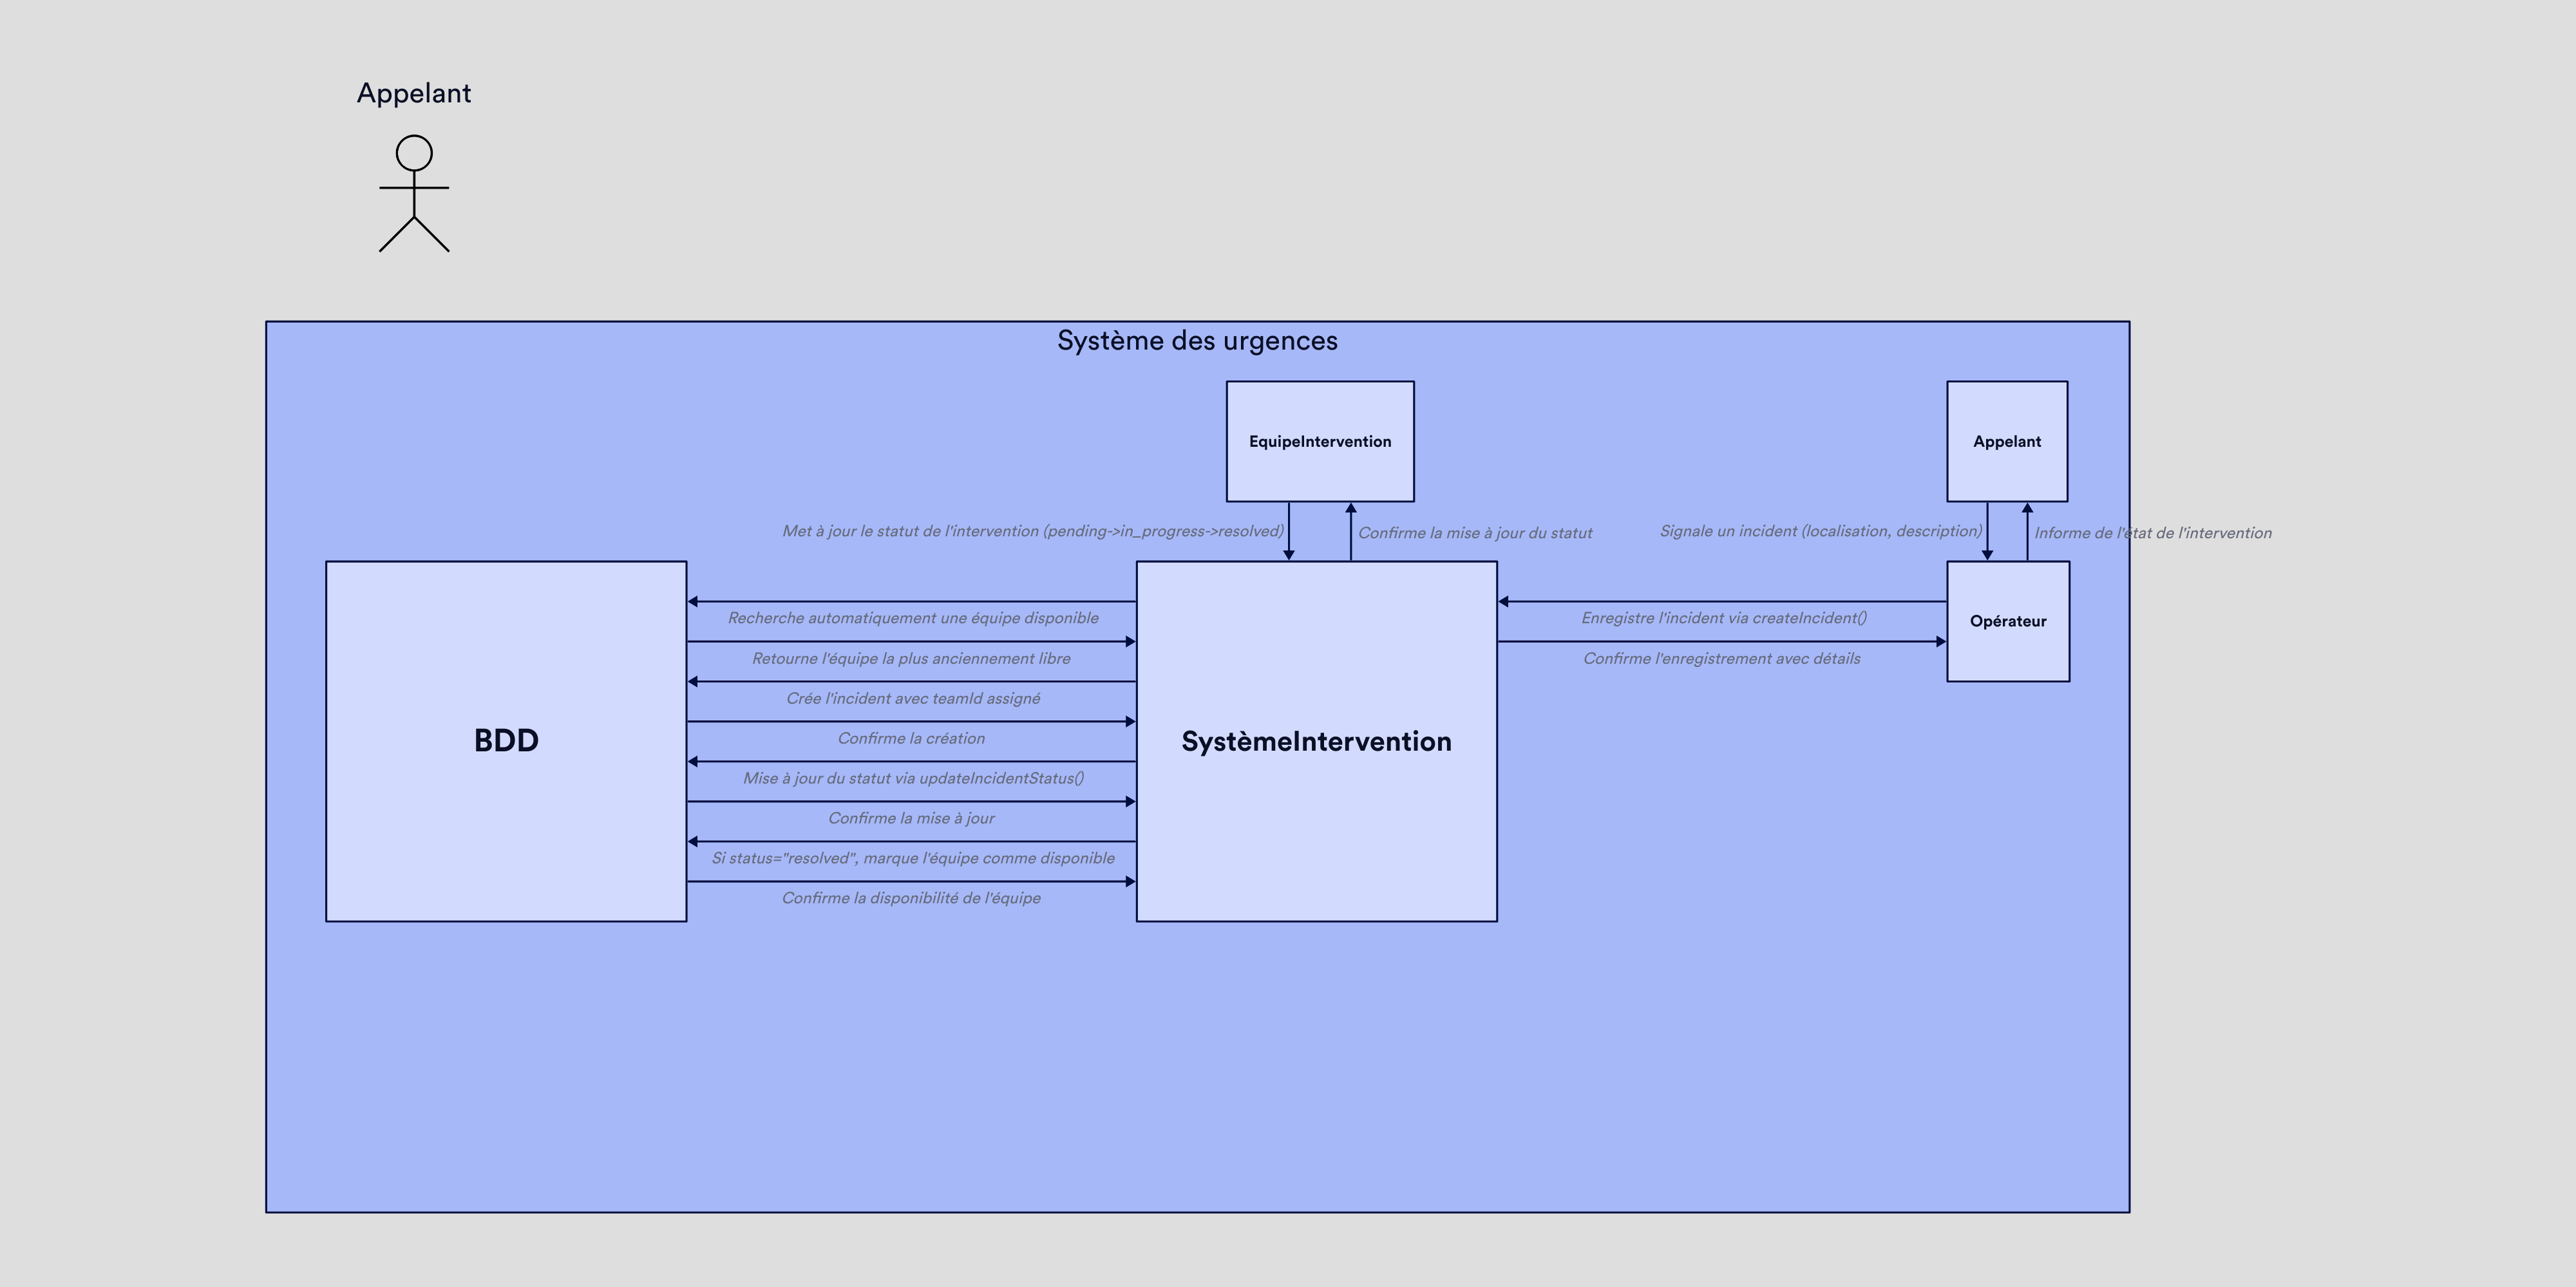 Appelant
Système des urgences
EquipeIntervention
Appelant
Met à jour le statut de l'intervention (pending->in_progress->resolved)
Confirme la mise à jour du statut
Signale un incident (localisation, description)
Informe de l'état de l'intervention
BDD
Recherche automatiquement une équipe disponible
Retourne l'équipe la plus anciennement libre
Crée l'incident avec teamId assigné
Confirme la création
Mise à jour du statut via updateIncidentStatus()
Confirme la mise à jour
Si status="resolved", marque l'équipe comme disponible
Confirme la disponibilité de l'équipe
SystèmeIntervention
Enregistre l'incident via createIncident()
Confirme l'enregistrement avec détails
Opérateur